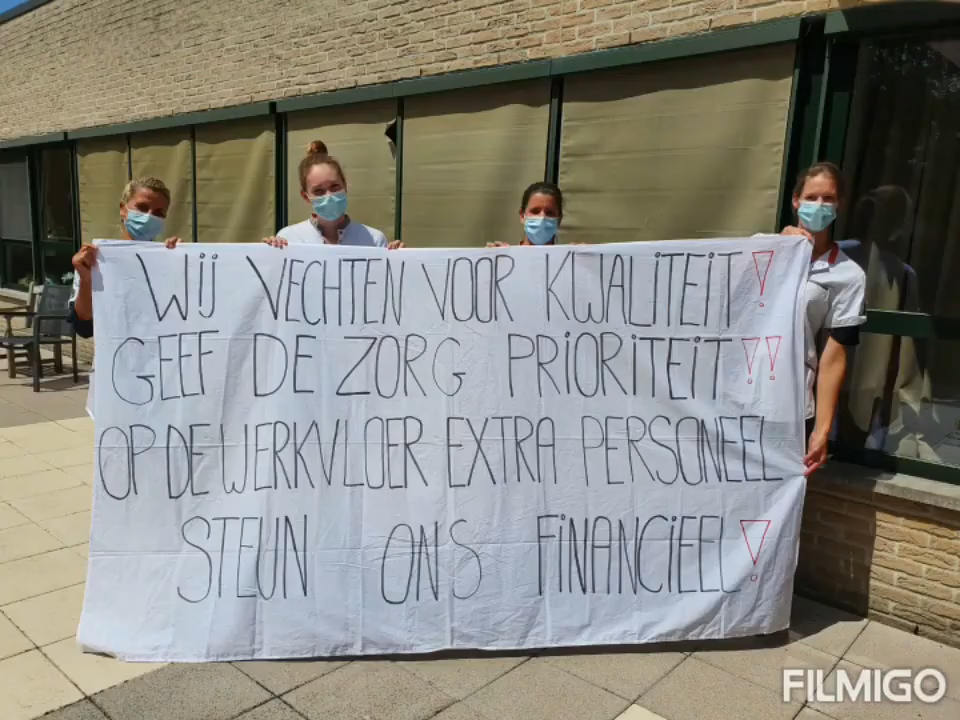 WIJ VECHTEN VOOR KWALITEIT!
GEEF DE ZORG PRIORITEIT!!
OP DE WERKVLOER EXTRA PERSONEEL
STEUN ONS FINANCIEEL!
FILMIGO